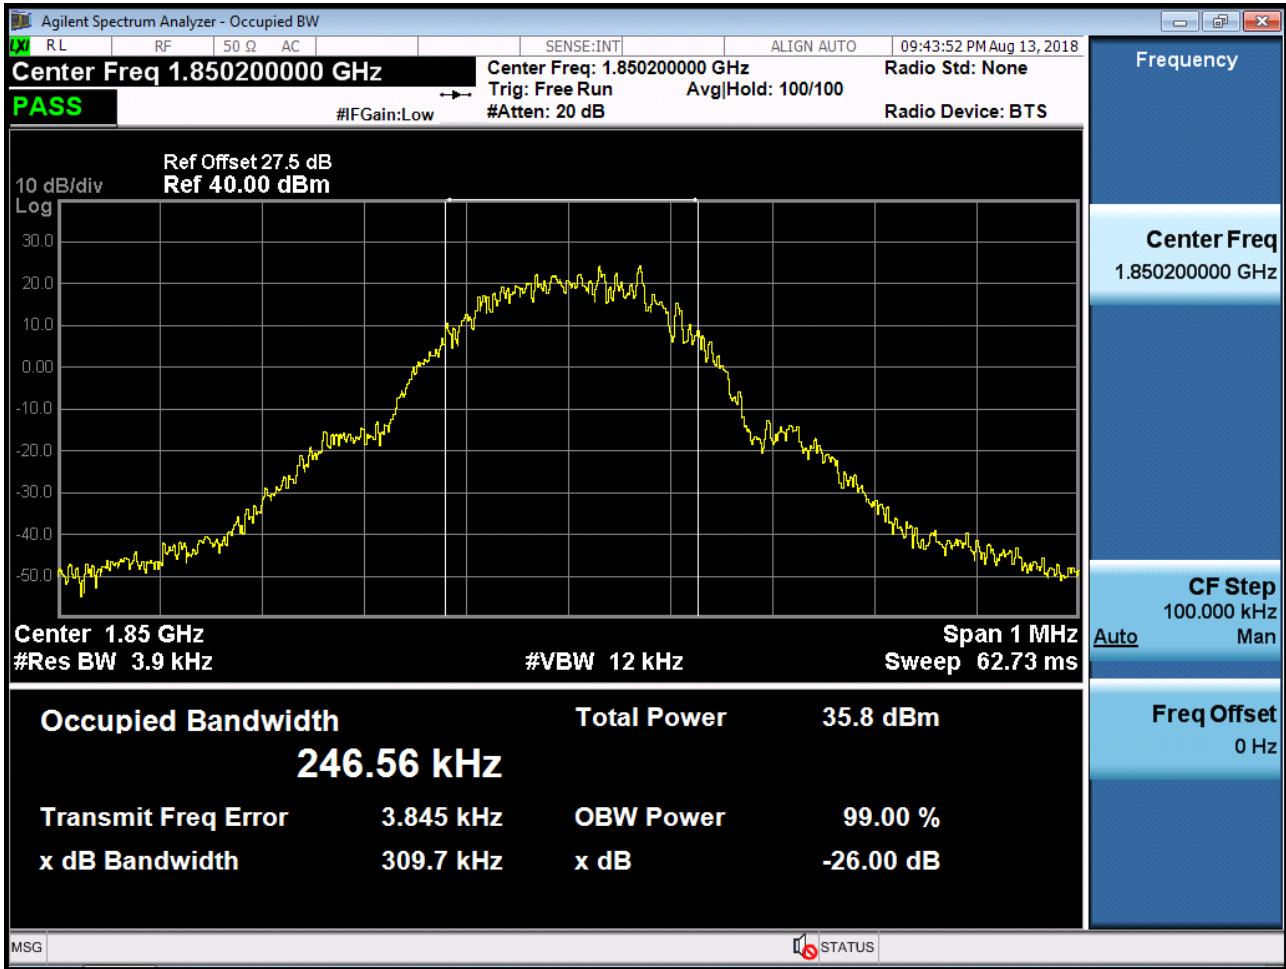 Agilent Spectrum Analyzer - Occupied BW
LXI RL RF 50 Ω AC SENSE:INT ALIGN AUTO 09:43:52 PM Aug 13, 2018
Center Freq 1.850200000 GHz
PASS
#IFGain:Low
Center Freq: 1.850200000 GHz
Trig: Free Run Avg|Hold: 100/100
#Atten: 20 dB
Radio Std: None
Radio Device: BTS
Ref Offset 27.5 dB
10 dB/div Ref 40.00 dBm
Log
30.0
20.0
10.0
0.00
-10.0
-20.0
-30.0
-40.0
-50.0
Center 1.85 GHz Span 1 MHz
#Res BW 3.9 kHz #VBW 12 kHz Sweep 62.73 ms
Occupied Bandwidth Total Power 35.8 dBm
246.56 kHz
Transmit Freq Error 3.845 kHz OBW Power 99.00 %
x dB Bandwidth 309.7 kHz x dB -26.00 dB
Frequency
Center Freq
1.850200000 GHz
CF Step
100.000 kHz
Auto Man
Freq Offset
0 Hz
MSG STATUS